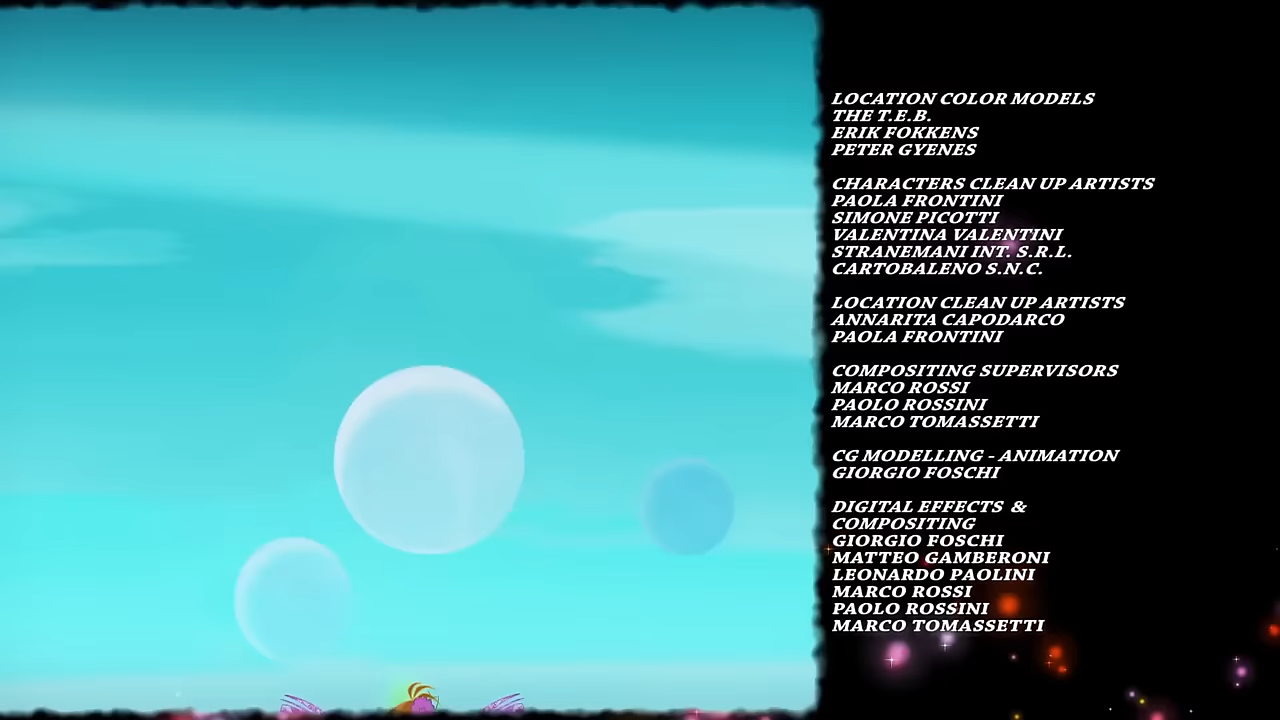 LOCATION COLOR MODELS
THE T.E.B.
ERIK FOKKENS
PETER GYENES
CHARACTERS CLEAN UP ARTISTS
PAOLA FRONTINI
SIMONE PICOTTI
VALENTINA VALENTINI
STRANEMANI INT. S.R.L.
CARTOBALENO S.N.C.
LOCATION CLEAN UP ARTISTS
ANNARITA CAPODARCO
PAOLA FRONTINI
COMPOSITING SUPERVISORS
MARCO ROSSI
PAOLO ROSSINI
MARCO TOMASSETTI
CG MODELLING - ANIMATION
GIORGIO FOSCHI
DIGITAL EFFECTS &
COMPOSITING
GIORGIO FOSCHI
MATTEO GAMBERONI
LEONARDO PAOLINI
MARCO ROSSI
PAOLO ROSSINI
MARCO TOMASSETTI